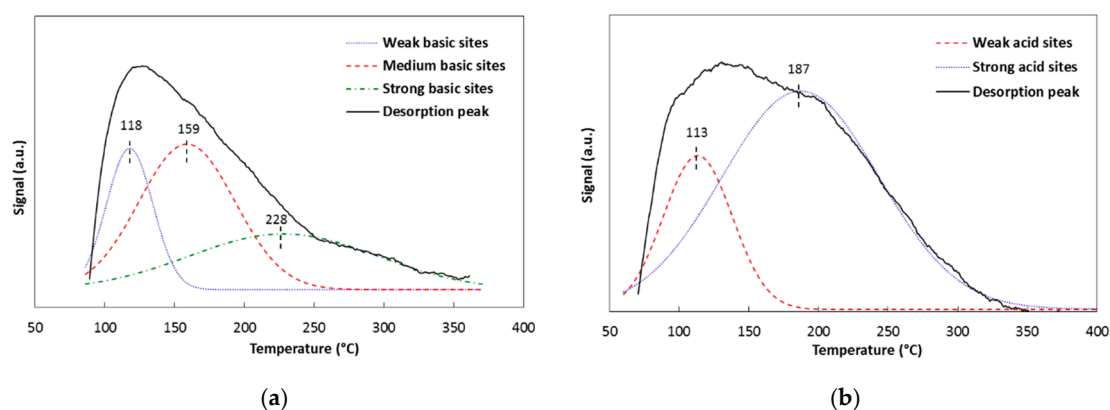 Weak basic sites
Medium basic sites
Strong basic sites
Desorption peak
118
159
228
Signal (a.u.)
50 100 150 200 250 300 350 400
Temperature (°C)
(a)
Weak acid sites
Strong acid sites
Desorption peak
187
113
Signal (a.u.)
50 100 150 200 250 300 350 400
Temperature (°C)
(b)